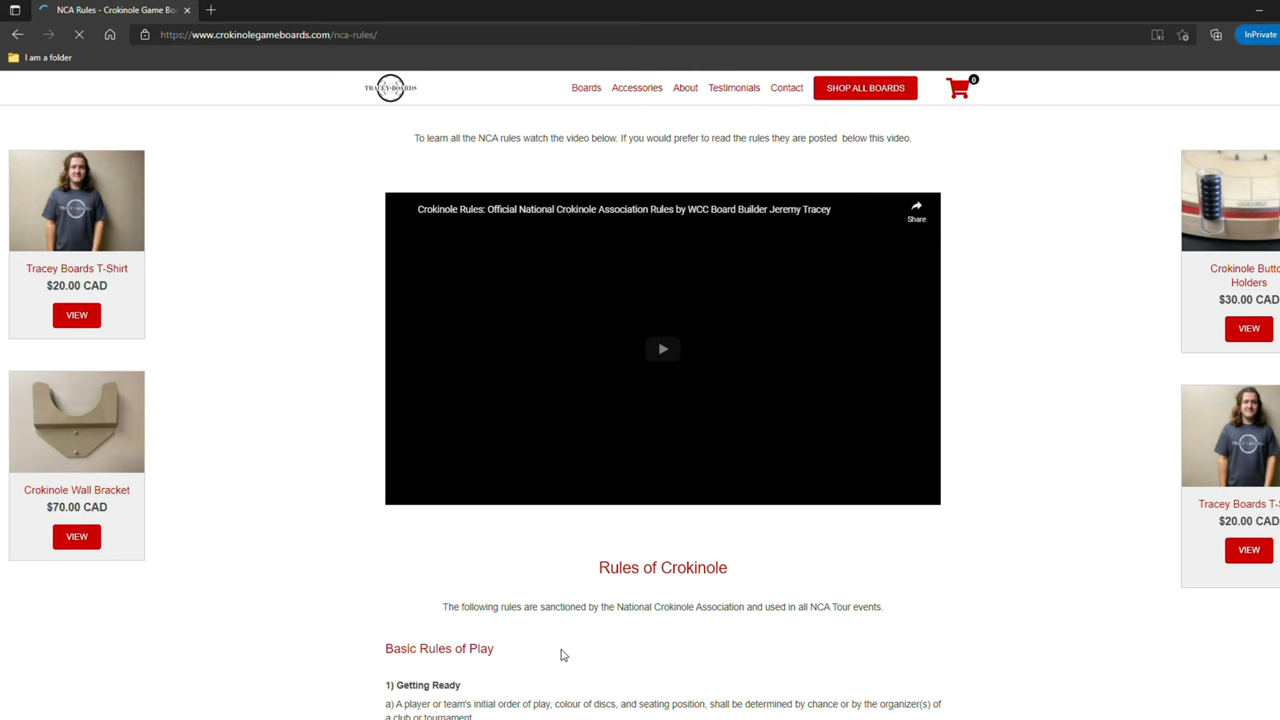 NCA Rules - Crokinole Game Bo
https://www.crokinolegameboards.com/nca-rules/
InPrivate
I am a folder
TRACEY BOARDS
Boards
Accessories
About
Testimonials
Contact
SHOP ALL BOARDS
0
To learn all the NCA rules watch the video below. If you would prefer to read the rules they are posted below this video.
Crokinole Rules: Official National Crokinole Association Rules by WCC Board Builder Jeremy Tracey
Share
Tracey Boards T-Shirt
$20.00 CAD
VIEW
Crokinole Wall Bracket
$70.00 CAD
VIEW
Crokinole Butto
Holders
$30.00 CAD
VIEW
Tracey Boards T-S
$20.00 CAD
VIEW
Rules of Crokinole
The following rules are sanctioned by the National Crokinole Association and used in all NCA Tour events.
Basic Rules of Play
1) Getting Ready
a) A player or team's initial order of play, colour of discs, and seating position, shall be determined by chance or by the organizer(s) of
a club or tournament.